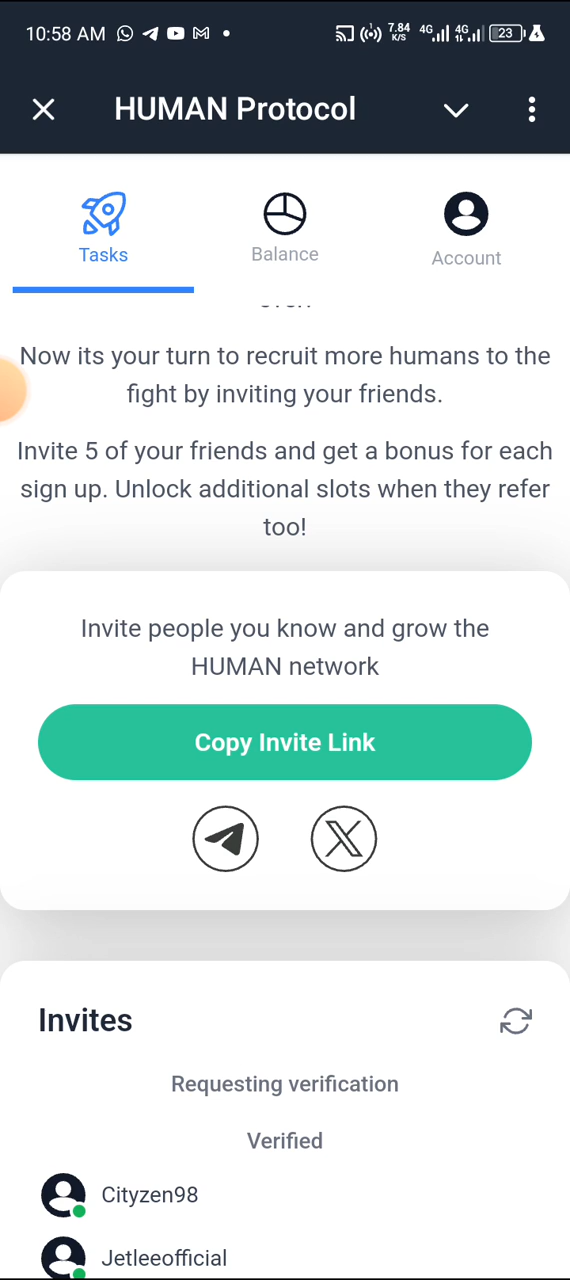 10:58 AM
7.84
K/S
4G
4G
23
HUMAN Protocol
Tasks
Balance
Account
Now its your turn to recruit more humans to the
fight by inviting your friends.
Invite 5 of your friends and get a bonus for each
sign up. Unlock additional slots when they refer
too!
Invite people you know and grow the
HUMAN network
Copy Invite Link
Invites
Requesting verification
Verified
Cityzen98
Jetleeofficial